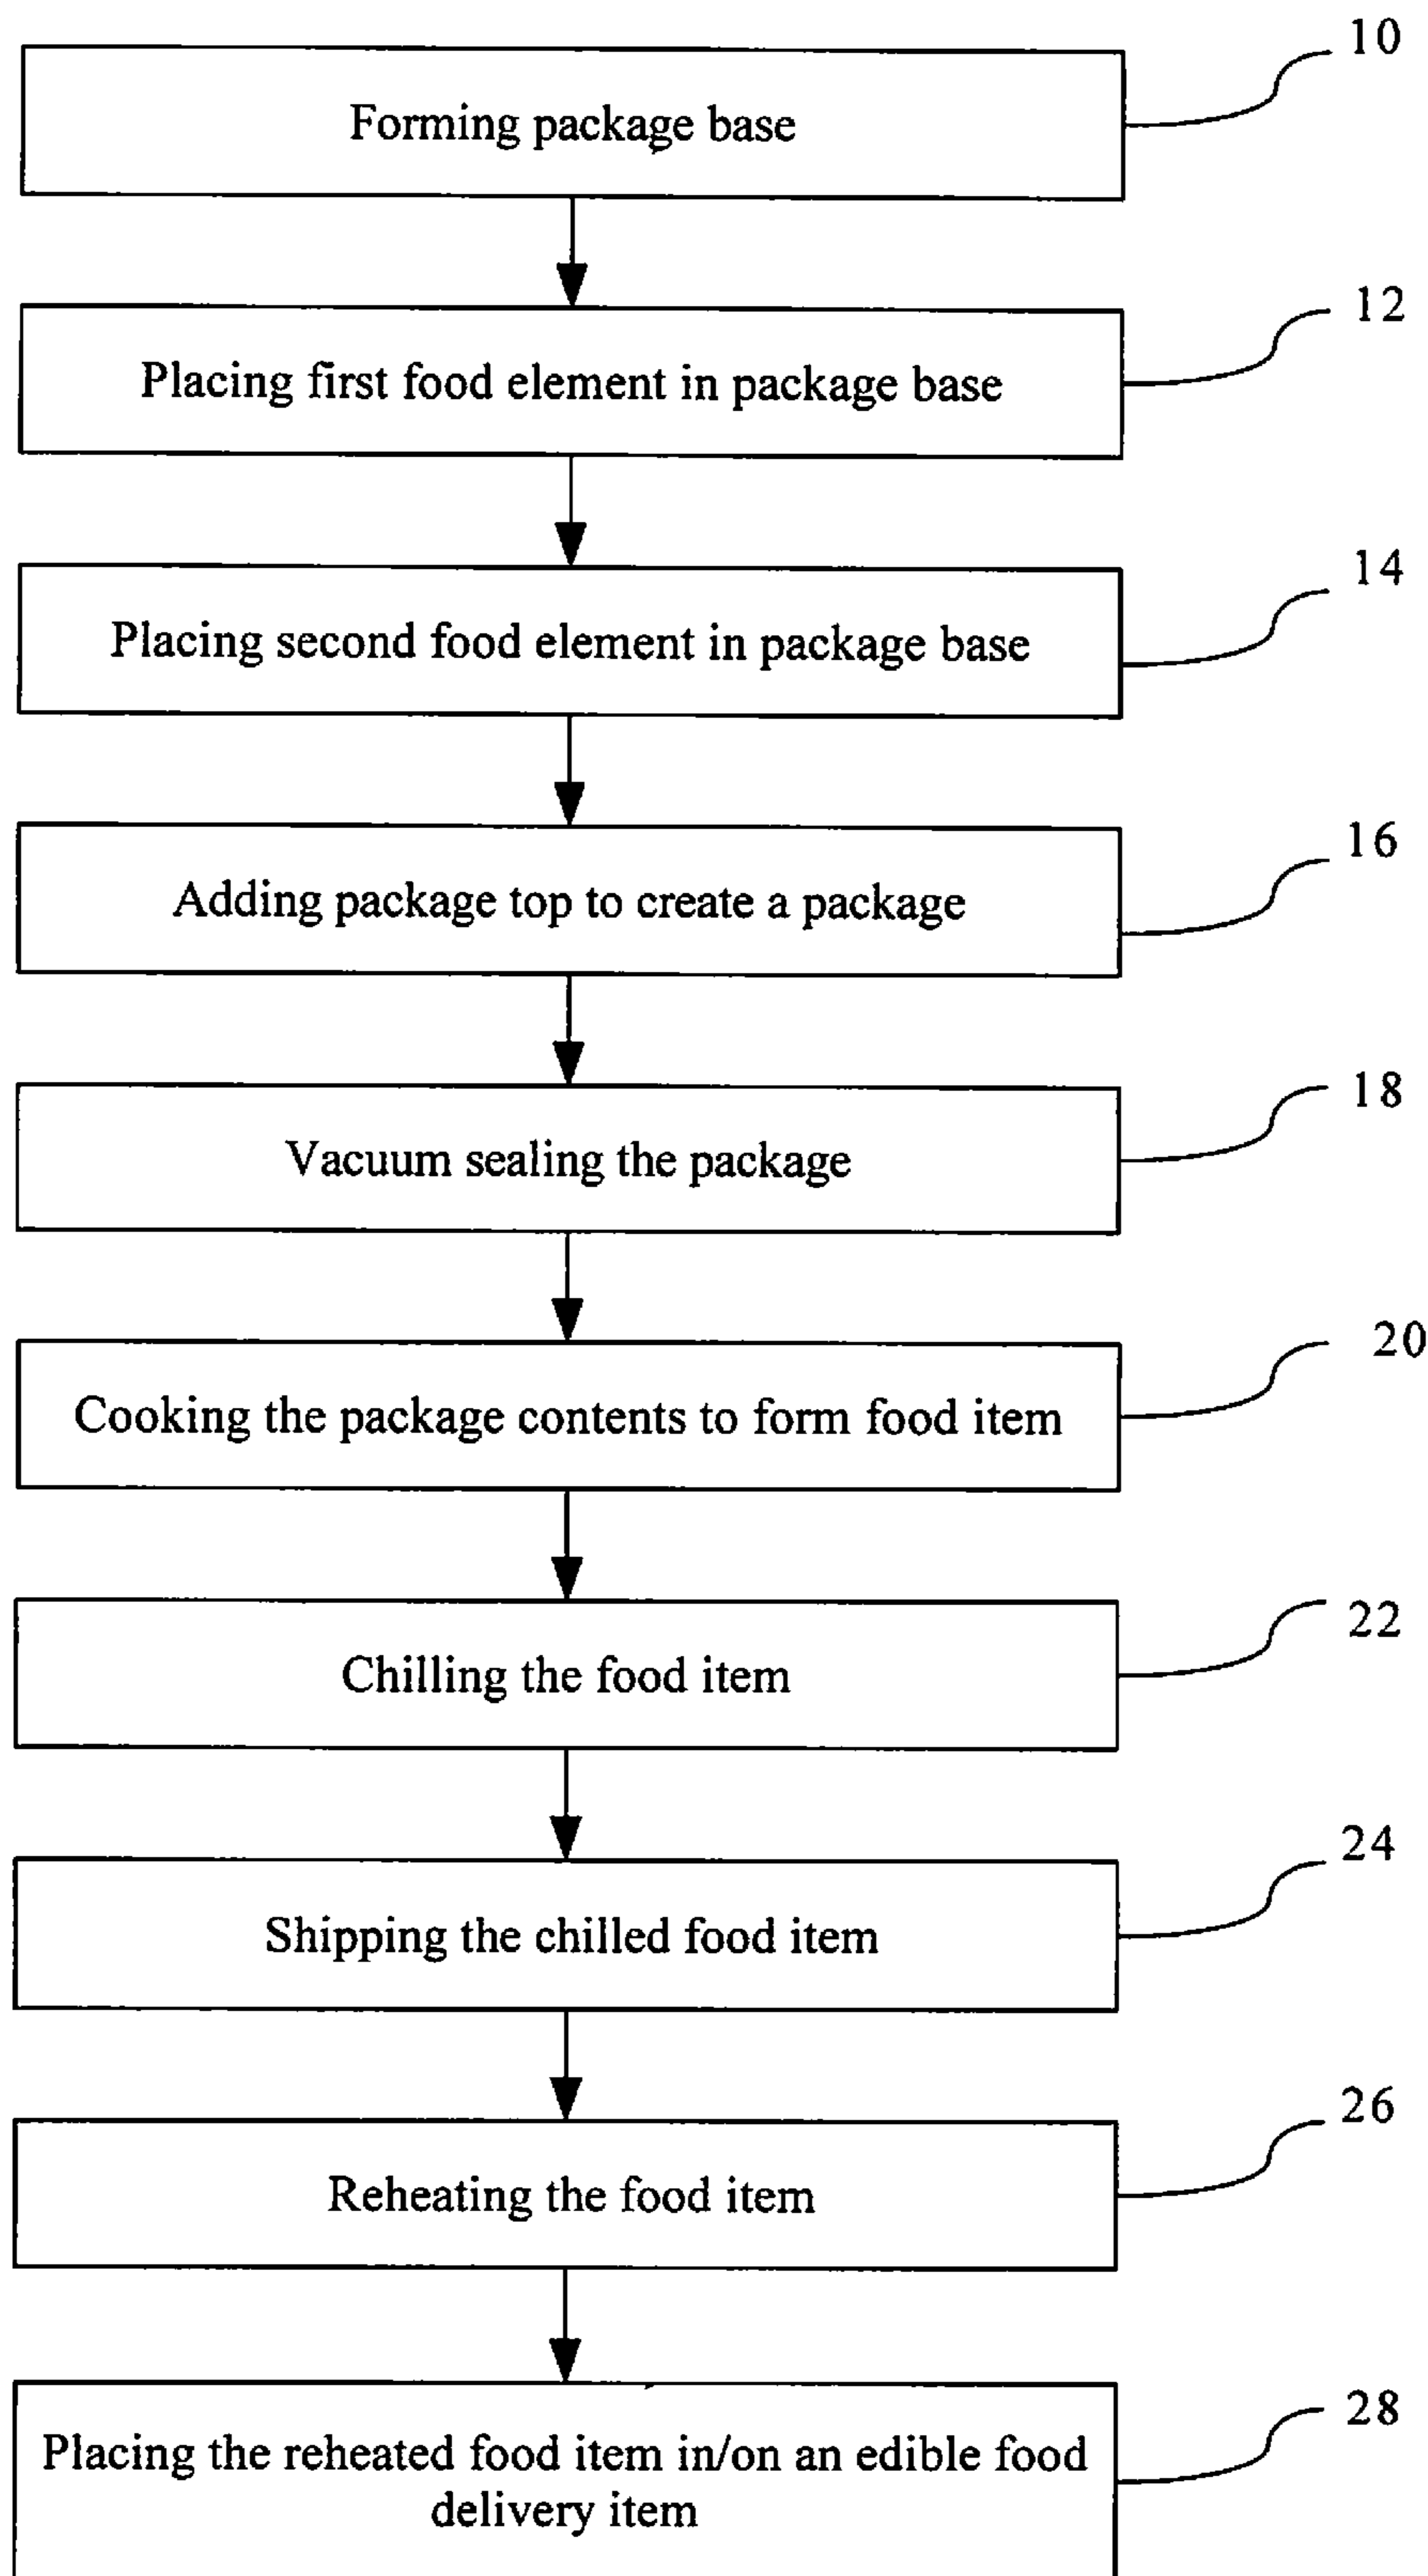 10
Forming package base
12
Placing first food element in package base
14
Placing second food element in package base
16
Adding package top to create a package
18
Vacuum sealing the package
20
Cooking the package contents to form food item
22
Chilling the food item
24
Shipping the chilled food item
26
Reheating the food item
28
Placing the reheated food item in/on an edible food
delivery item